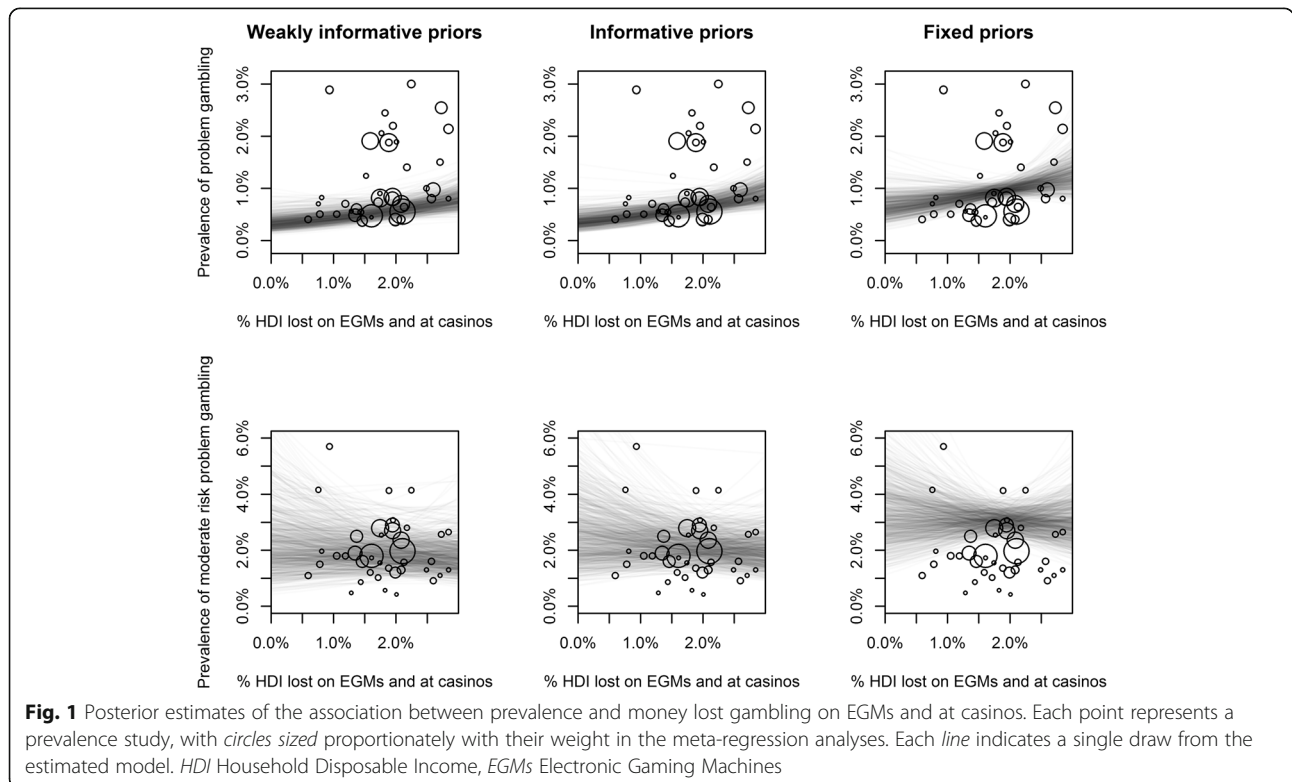 Weakly informative priors
Informative priors
Fixed priors
Prevalence of problem gambling
0.0% 1.0% 2.0% 3.0%
0.0% 1.0% 2.0%
% HDI lost on EGMs and at casinos
0.0% 1.0% 2.0% 3.0%
0.0% 1.0% 2.0%
% HDI lost on EGMs and at casinos
0.0% 1.0% 2.0% 3.0%
0.0% 1.0% 2.0%
% HDI lost on EGMs and at casinos
Prevalence of moderate risk problem gambling
0.0% 2.0% 4.0% 6.0%
0.0% 1.0% 2.0%
% HDI lost on EGMs and at casinos
0.0% 2.0% 4.0% 6.0%
0.0% 1.0% 2.0%
% HDI lost on EGMs and at casinos
0.0% 2.0% 4.0% 6.0%
0.0% 1.0% 2.0%
% HDI lost on EGMs and at casinos
Fig. 1 Posterior estimates of the association between prevalence and money lost gambling on EGMs and at casinos. Each point represents a
prevalence study, with circles sized proportionately with their weight in the meta-regression analyses. Each line indicates a single draw from the
estimated model. HDI Household Disposable Income, EGMs Electronic Gaming Machines